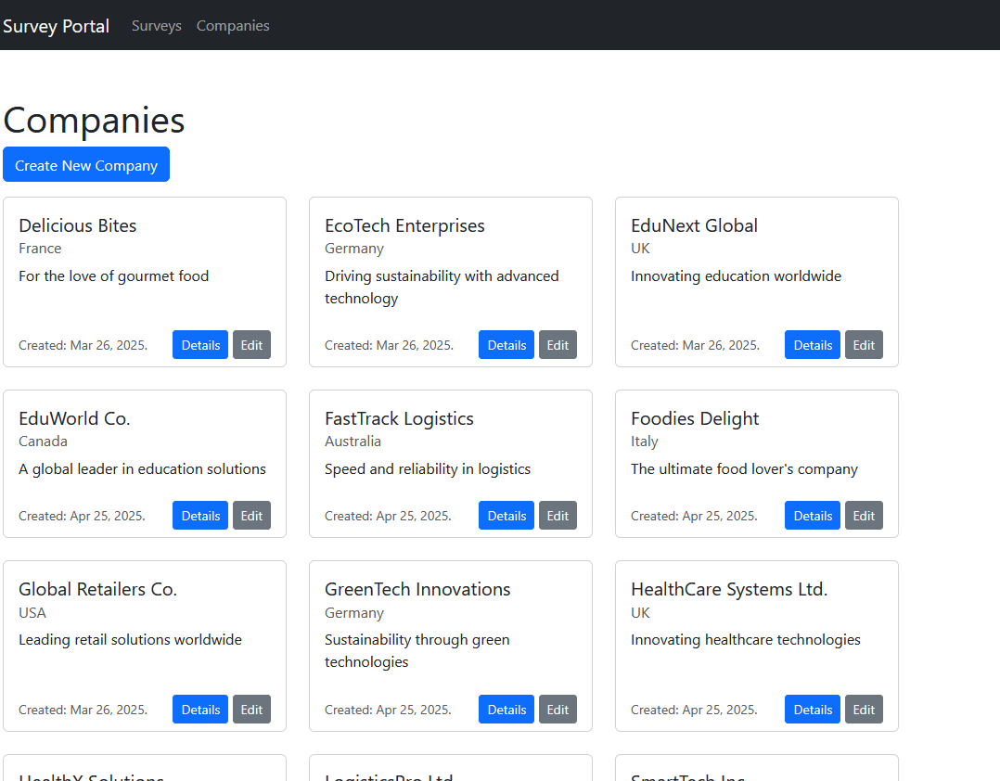 Survey Portal Surveys Companies
Companies
Create New Company
Delicious Bites
France
For the love of gourmet food
Created: Mar 26, 2025. Details Edit
EcoTech Enterprises
Germany
Driving sustainability with advanced
technology
Created: Mar 26, 2025. Details Edit
EduNext Global
UK
Innovating education worldwide
Created: Mar 26, 2025. Details Edit
EduWorld Co.
Canada
A global leader in education solutions
Created: Apr 25, 2025. Details Edit
FastTrack Logistics
Australia
Speed and reliability in logistics
Created: Apr 25, 2025. Details Edit
Foodies Delight
Italy
The ultimate food lover's company
Created: Apr 25, 2025. Details Edit
Global Retailers Co.
USA
Leading retail solutions worldwide
Created: Mar 26, 2025. Details Edit
GreenTech Innovations
Germany
Sustainability through green
technologies
Created: Apr 25, 2025. Details Edit
HealthCare Systems Ltd.
UK
Innovating healthcare technologies
Created: Apr 25, 2025. Details Edit
HealthX Solutions
LogisticsPro Ltd.
SmartTech Inc.